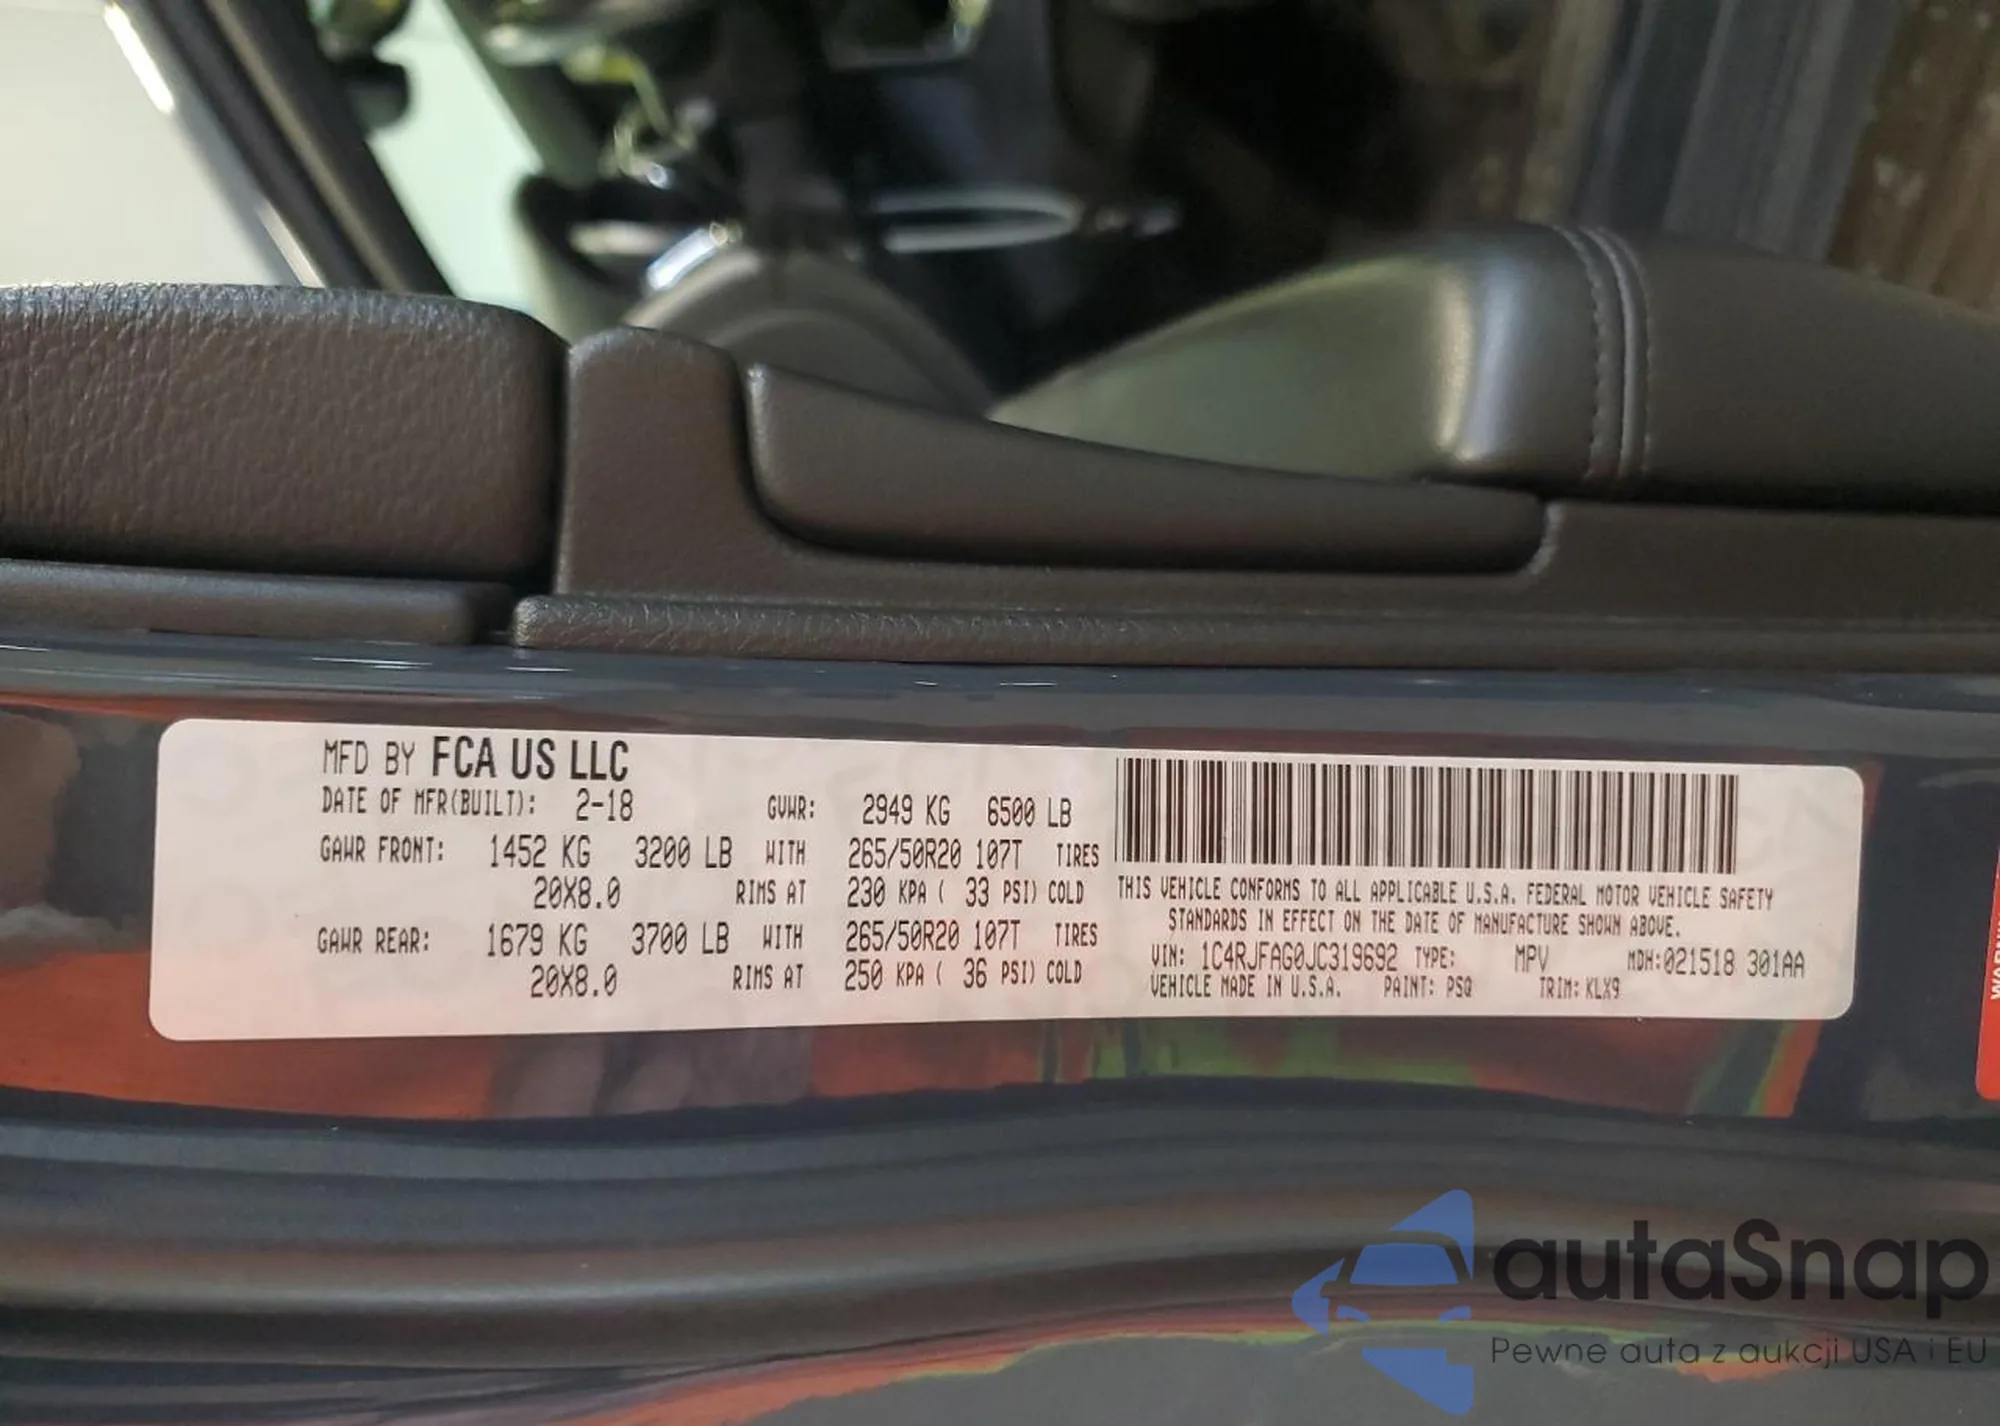 MFD BY FCA US LLC
DATE OF MFR(BUILT): 2-18 GVWR: 2949 KG 6500 LB
GAWR FRONT: 1452 KG 3200 LB WITH 265/50R20 107T TIRES
20X8.0 RIMS AT 230 KPA ( 33 PSI) COLD
GAWR REAR: 1679 KG 3700 LB WITH 265/50R20 107T TIRES
20X8.0 RIMS AT 250 KPA ( 36 PSI) COLD
THIS VEHICLE CONFORMS TO ALL APPLICABLE U.S.A. FEDERAL MOTOR VEHICLE SAFETY
STANDARDS IN EFFECT ON THE DATE OF MANUFACTURE SHOWN ABOVE.
VIN: 1C4RJFAG0JC319692 TYPE: MPV MDH:021518 301AA
VEHICLE MADE IN U.S.A. PAINT: PSQ TRIM: KLX9
autaSnap
Pewne auta z aukcji USA i EU